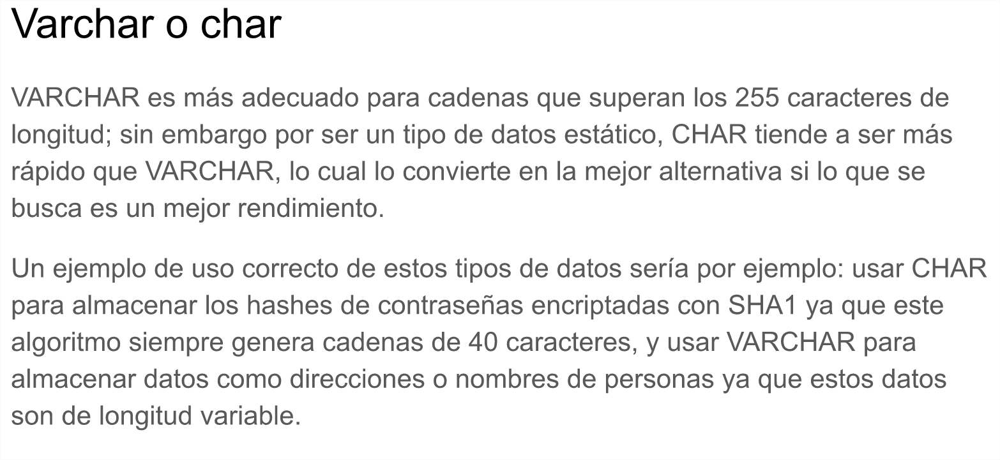 Varchar o char
VARCHAR es más adecuado para cadenas que superan los 255 caracteres de
longitud; sin embargo por ser un tipo de datos estático, CHAR tiende a ser más
rápido que VARCHAR, lo cual lo convierte en la mejor alternativa si lo que se
busca es un mejor rendimiento.
Un ejemplo de uso correcto de estos tipos de datos sería por ejemplo: usar CHAR
para almacenar los hashes de contraseñas encriptadas con SHA1 ya que este
algoritmo siempre genera cadenas de 40 caracteres, y usar VARCHAR para
almacenar datos como direcciones o nombres de personas ya que estos datos
son de longitud variable.